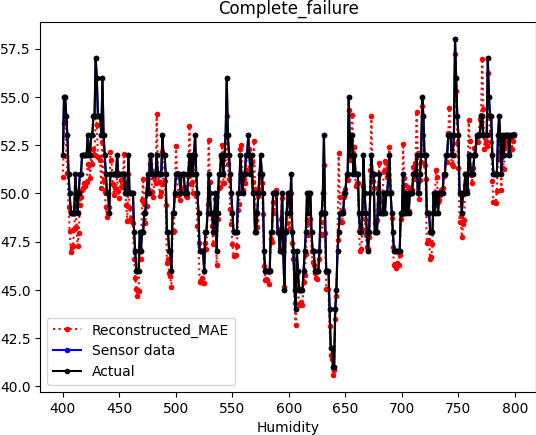 Complete_failure
57.5
55.0
52.5
50.0
47.5
45.0
42.5
40.0
Reconstructed_MAE
Sensor data
Actual
400 450 500 550 600 650 700 750 800
Humidity